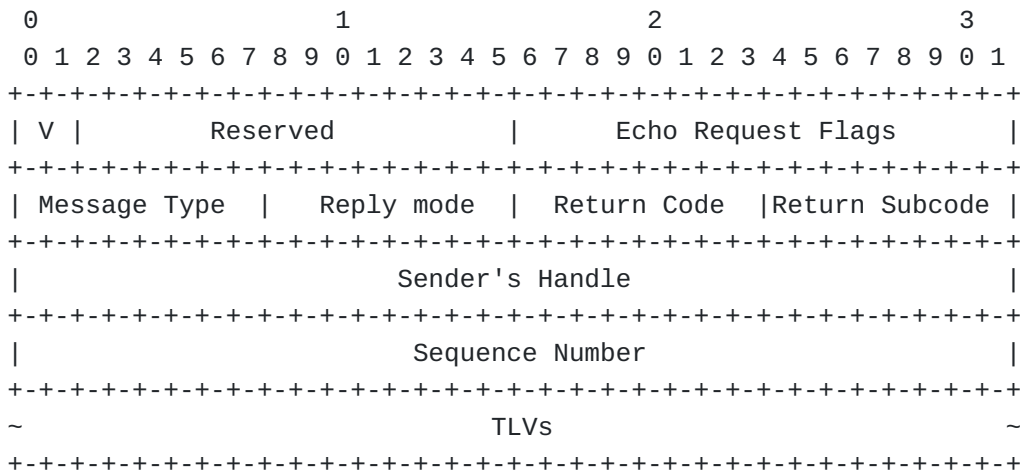 0                   1                   2                   3
 0 1 2 3 4 5 6 7 8 9 0 1 2 3 4 5 6 7 8 9 0 1 2 3 4 5 6 7 8 9 0 1
+-+-+-+-+-+-+-+-+-+-+-+-+-+-+-+-+-+-+-+-+-+-+-+-+-+-+-+-+-+-+-+-+
| V |        Reserved           |      Echo Request Flags       |
+-+-+-+-+-+-+-+-+-+-+-+-+-+-+-+-+-+-+-+-+-+-+-+-+-+-+-+-+-+-+-+-+
| Message Type  |   Reply mode  |  Return Code  |Return Subcode |
+-+-+-+-+-+-+-+-+-+-+-+-+-+-+-+-+-+-+-+-+-+-+-+-+-+-+-+-+-+-+-+-+
|                        Sender's Handle                        |
+-+-+-+-+-+-+-+-+-+-+-+-+-+-+-+-+-+-+-+-+-+-+-+-+-+-+-+-+-+-+-+-+
|                         Sequence Number                       |
+-+-+-+-+-+-+-+-+-+-+-+-+-+-+-+-+-+-+-+-+-+-+-+-+-+-+-+-+-+-+-+-+
~                              TLVs                             ~
+-+-+-+-+-+-+-+-+-+-+-+-+-+-+-+-+-+-+-+-+-+-+-+-+-+-+-+-+-+-+-+-+